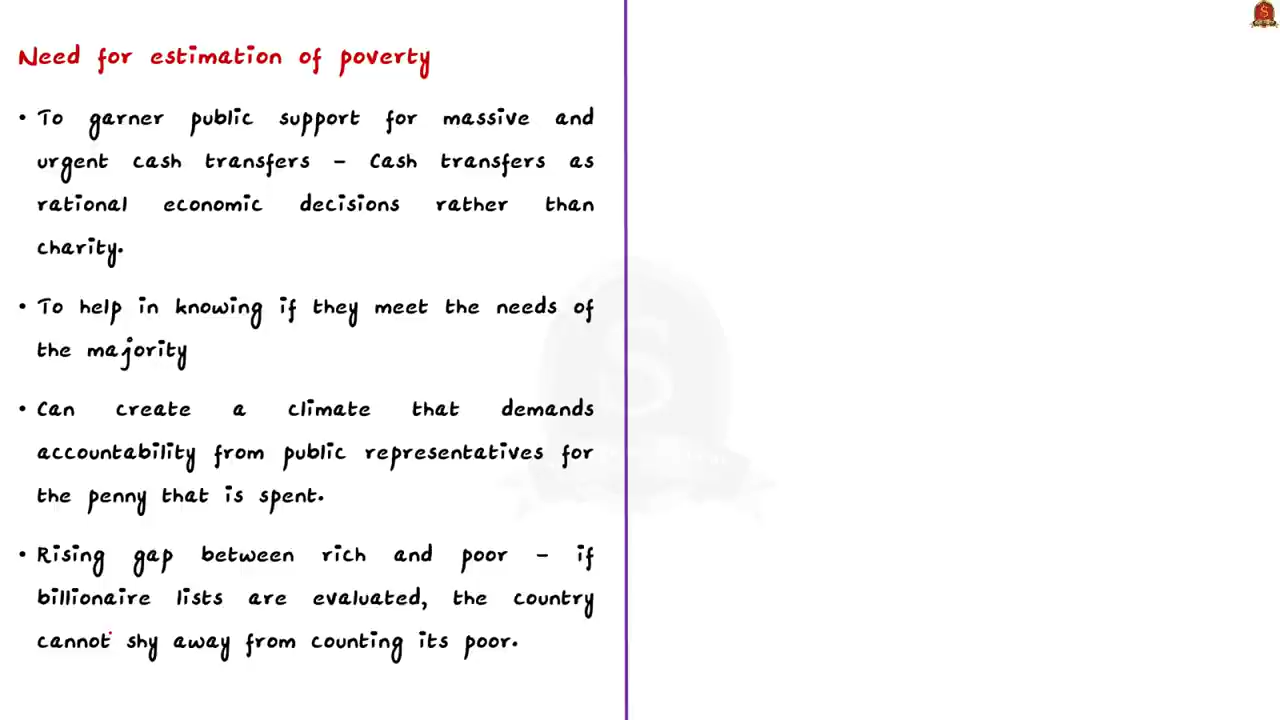 Need for estimation of poverty
• To garner public support for massive and
urgent cash transfers – Cash transfers as
rational economic decisions rather than
charity.
• To help in knowing if they meet the needs of
the majority
• Can create a climate that demands
accountability from public representatives for
the penny that is spent.
• Rising gap between rich and poor – if
billionaire lists are evaluated, the country
cannot shy away from counting its poor.